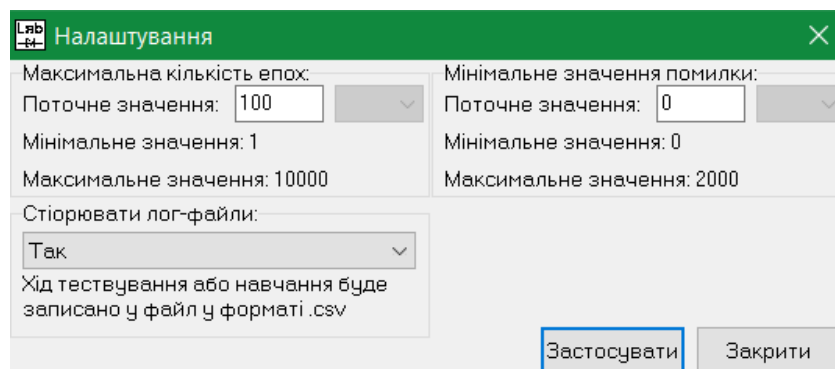 Lяb
Налаштування
Максимальна кількість епох:
Поточне значення: 100
Мінімальне значення: 1
Максимальне значення: 10000
Мінімальне значення помилки:
Поточне значення: 0
Мінімальне значення: 0
Максимальне значення: 2000
Стіорювати лог-файли:
Так
Хід тествування або навчання буде
записано у файл у форматі .csv
Застосувати
Закрити